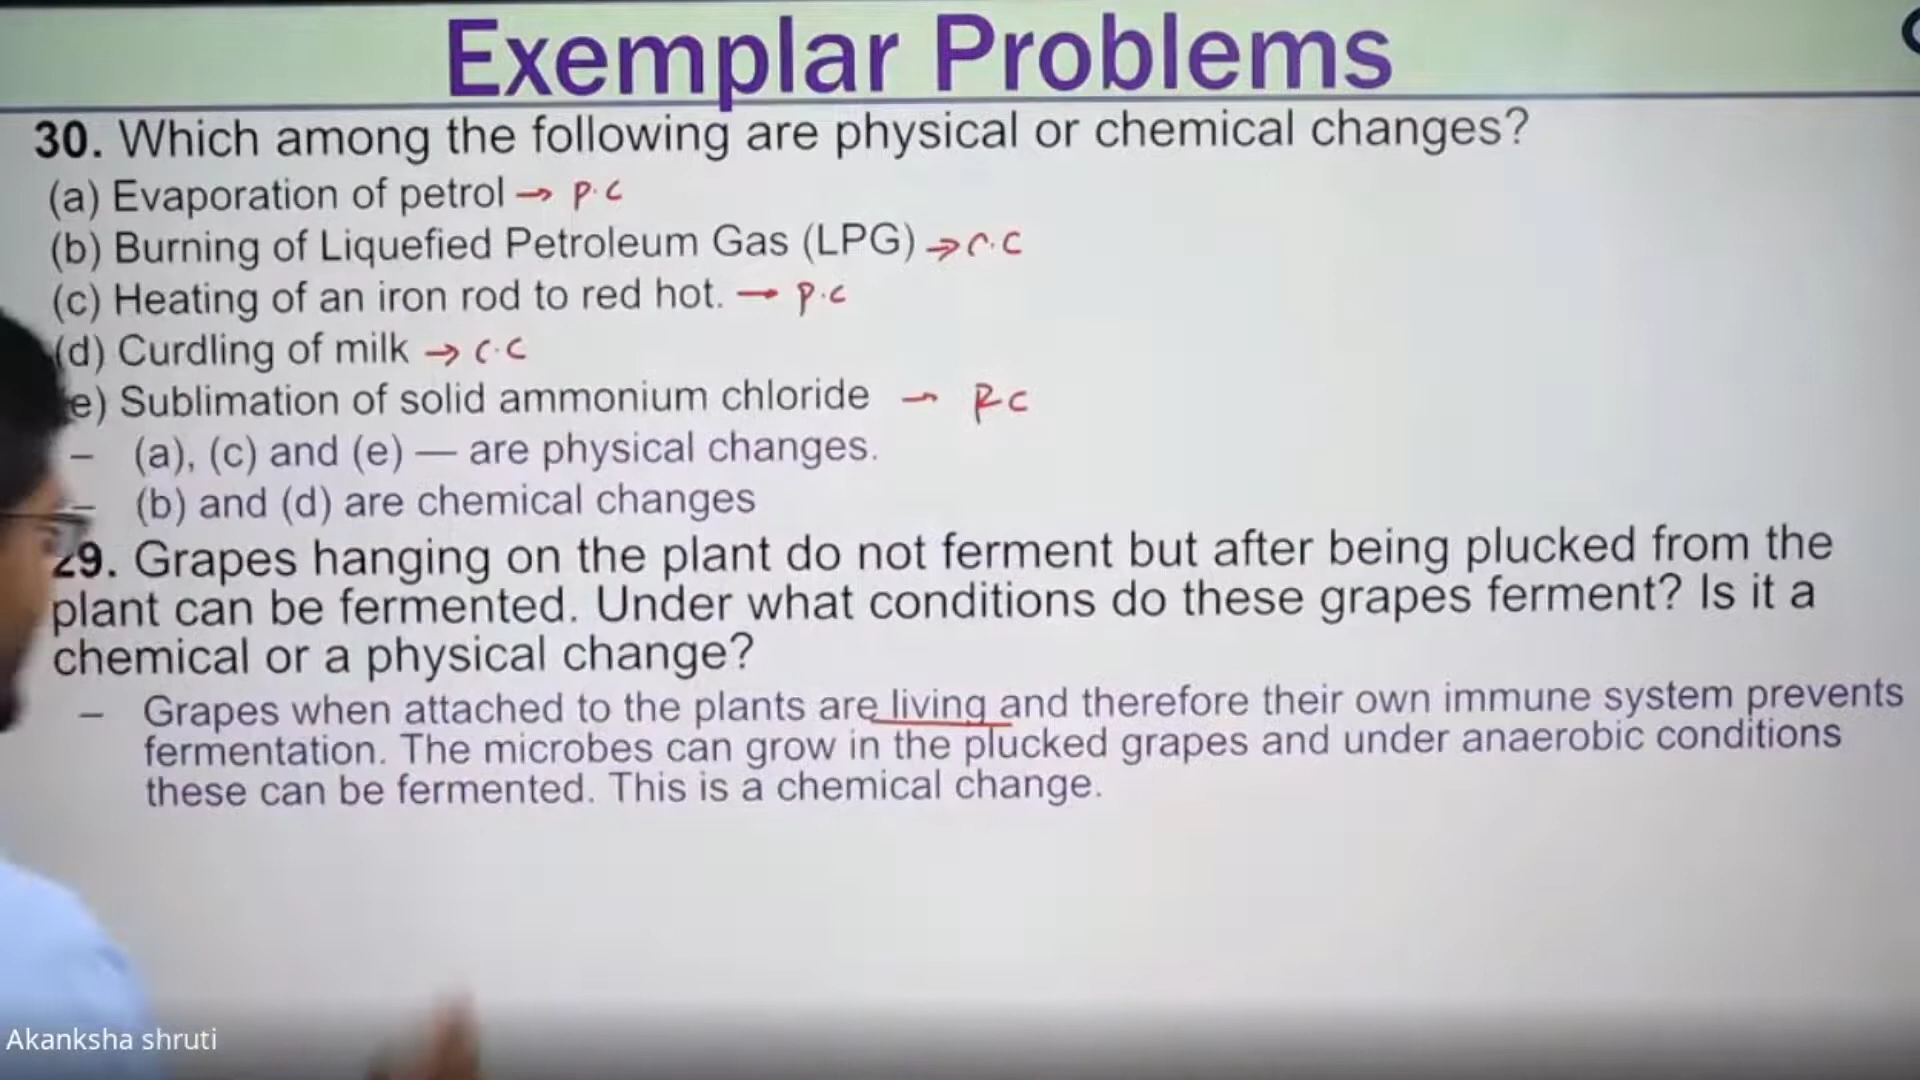 Exemplar Problems
30. Which among the following are physical or chemical changes?
(a) Evaporation of petrol → P.C
(b) Burning of Liquefied Petroleum Gas (LPG) → C.C
(c) Heating of an iron rod to red hot. → P.C
(d) Curdling of milk → C.C
e) Sublimation of solid ammonium chloride → P.C
– (a), (c) and (e) — are physical changes.
– (b) and (d) are chemical changes
29. Grapes hanging on the plant do not ferment but after being plucked from the
plant can be fermented. Under what conditions do these grapes ferment? Is it a
chemical or a physical change?
– Grapes when attached to the plants are living and therefore their own immune system prevents
fermentation. The microbes can grow in the plucked grapes and under anaerobic conditions
these can be fermented. This is a chemical change.
Akanksha shruti